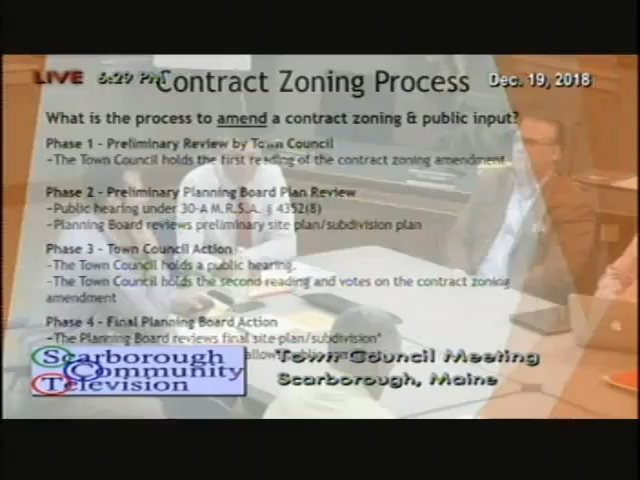 LIVE 6:29 PM Contract Zoning Process Dec. 19, 2018
What is the process to amend a contract zoning & public input?
Phase 1 - Preliminary Review by Town Council
-The Town Council holds the first reading of the contract zoning amendment
Phase 2 - Preliminary Planning Board Plan Review
-Public hearing under 30-A M.R.S.A. § 4352(8)
-Planning Board reviews preliminary site plan/subdivision plan
Phase 3 - Town Council Action
-The Town Council holds a public hearing.
-The Town Council holds the second reading and votes on the contract zoning
amendment
Phase 4 - Final Planning Board Action
-The Planning Board reviews final site plan/subdivision*
Scarborough
Community
Television
allow
Town Council Meeting
Scarborough, Maine